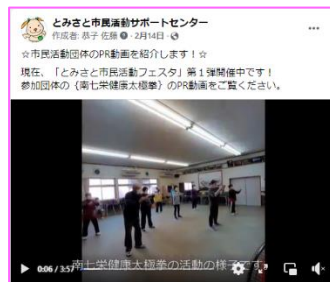 とみさと市民活動サポートセンター
作成者: 恭子 佐藤 · 2月14日 ·
☆市民活動団体のPR動画を紹介します！☆
現在、「とみさと市民活動フェスタ」第１弾開催中です！
参加団体の｛南七栄健康太極拳｝のPR動画をご覧ください。
南七栄健康太極拳の活動の様子です
0:06 / 3:57